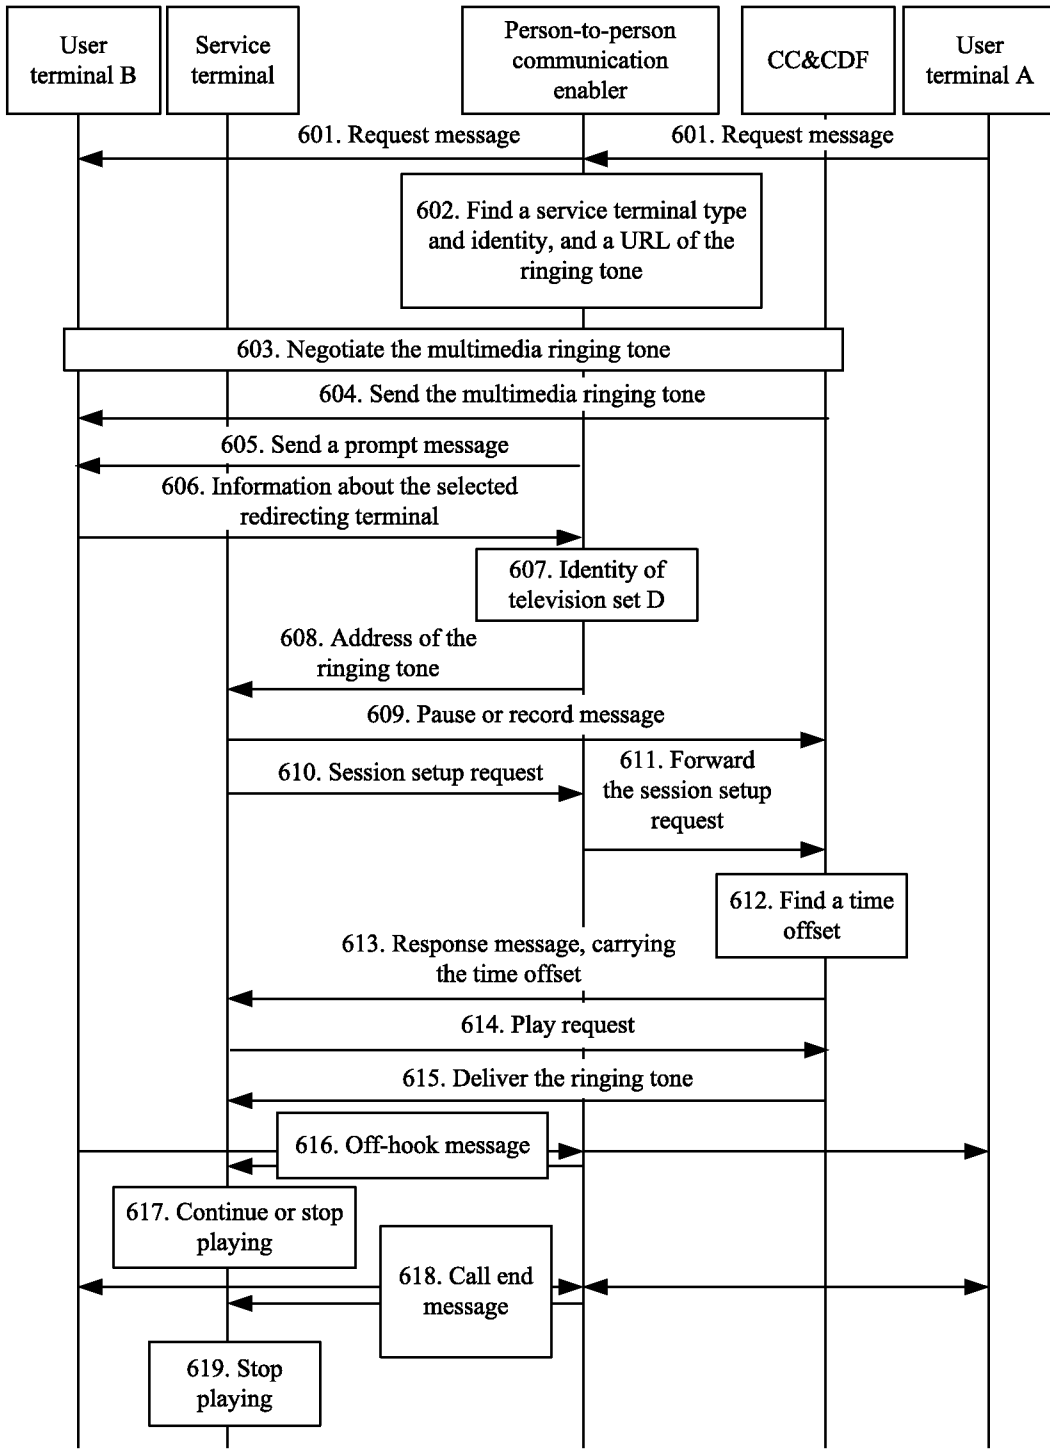 User
terminal B
Service
terminal
Person-to-person
communication
enabler
CC&CDF
User
terminal A
601. Request message
601. Request message
602. Find a service terminal type
and identity, and a URL of the
ringing tone
603. Negotiate the multimedia ringing tone
604. Send the multimedia ringing tone
605. Send a prompt message
606. Information about the selected
redirecting terminal
607. Identity of
television set D
608. Address of the
ringing tone
609. Pause or record message
610. Session setup request
611. Forward
the session setup
request
612. Find a time
offset
613. Response message, carrying
the time offset
614. Play request
615. Deliver the ringing tone
616. Off-hook message
617. Continue or stop
playing
618. Call end
message
619. Stop
playing